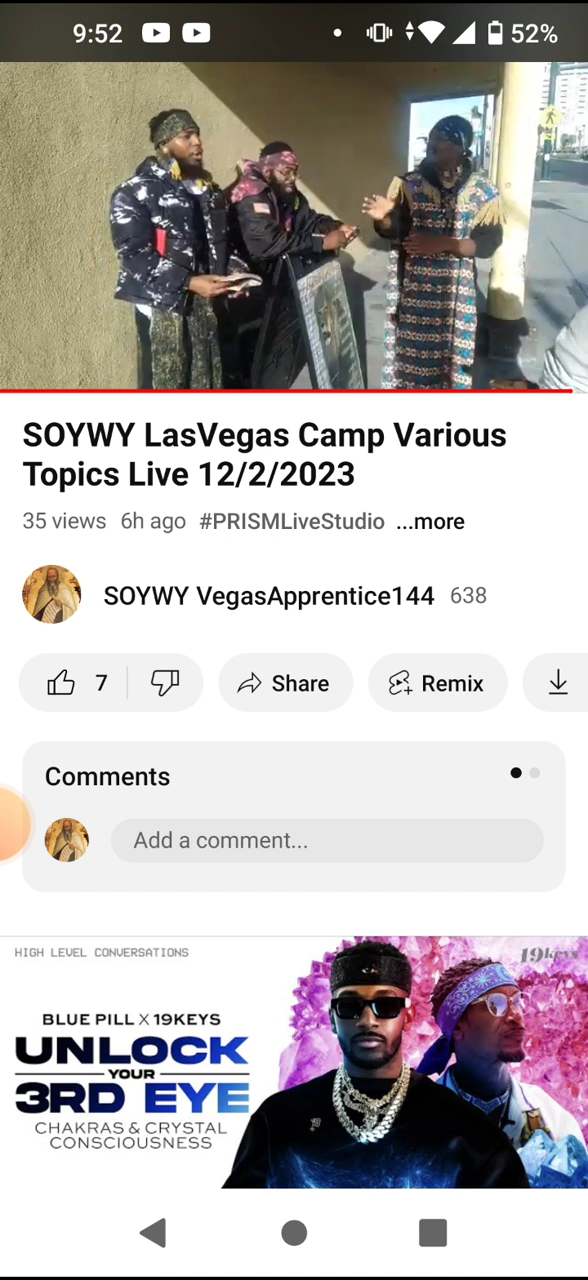 9:52
52%
SOYWY LasVegas Camp Various
Topics Live 12/2/2023
35 views 6h ago #PRISMLiveStudio ...more
SOYWY VegasApprentice144 638
7
Share
Remix
Comments
Add a comment...
HIGH LEVEL CONVERSATIONS
19keys
BLUE PILL X 19KEYS
UNLOCK
YOUR
3RD EYE
CHAKRAS & CRYSTAL
CONSCIOUSNESS